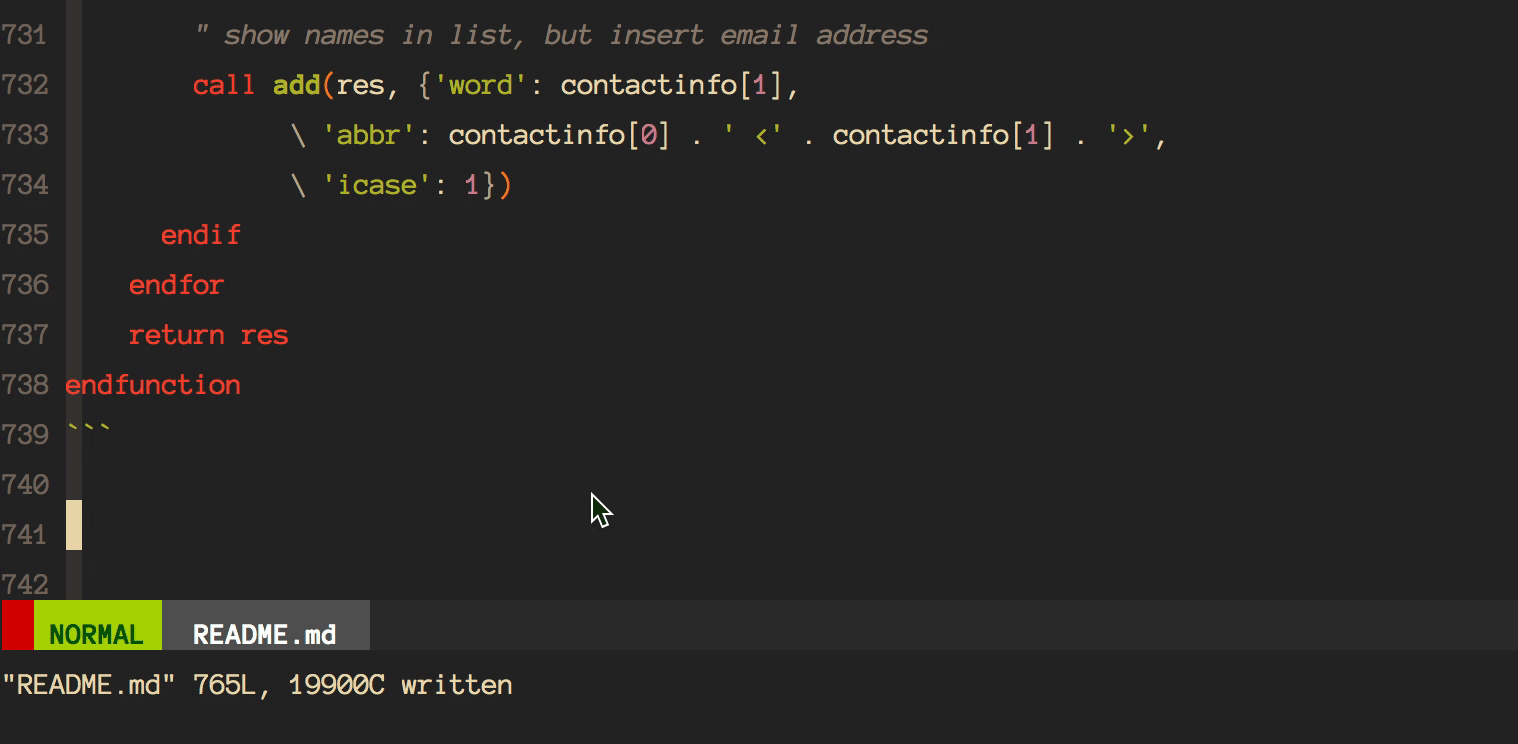 731         " show names in list, but insert email address
732         call add(res, {'word': contactinfo[1],
733               \ 'abbr': contactinfo[0] . ' <' . contactinfo[1] . '>',
734               \ 'icase': 1})
735       endif
736     endfor
737     return res
738 endfunction
739 ```
740
741
742
NORMAL  README.md
"README.md" 765L, 19900C written